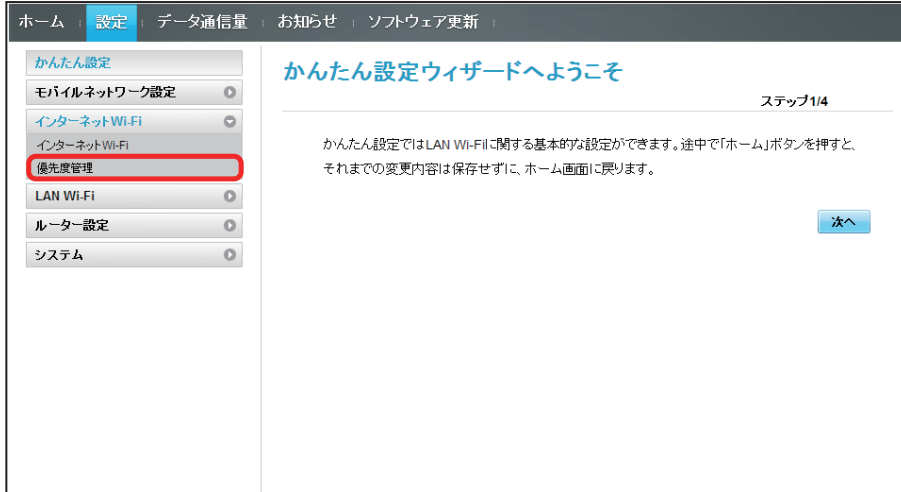 ホーム 設定 データ通信量 お知らせ ソフトウェア更新
かんたん設定
モバイルネットワーク設定
インターネットWi-Fi
インターネットWi-Fi
優先度管理
LAN Wi-Fi
ルーター設定
システム
かんたん設定ウィザードへようこそ
ステップ1/4
かんたん設定ではLAN Wi-Fiに関する基本的な設定ができます。途中で「ホーム」ボタンを押すと、
それまでの変更内容は保存せずに、ホーム画面に戻ります。
次へ